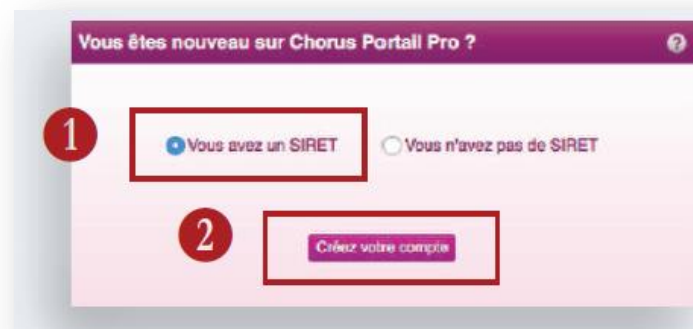 Vous êtes nouveau sur Chorus Portail Pro ?
1
Vous avez un SIRET
Vous n'avez pas de SIRET
2
Créez votre compte